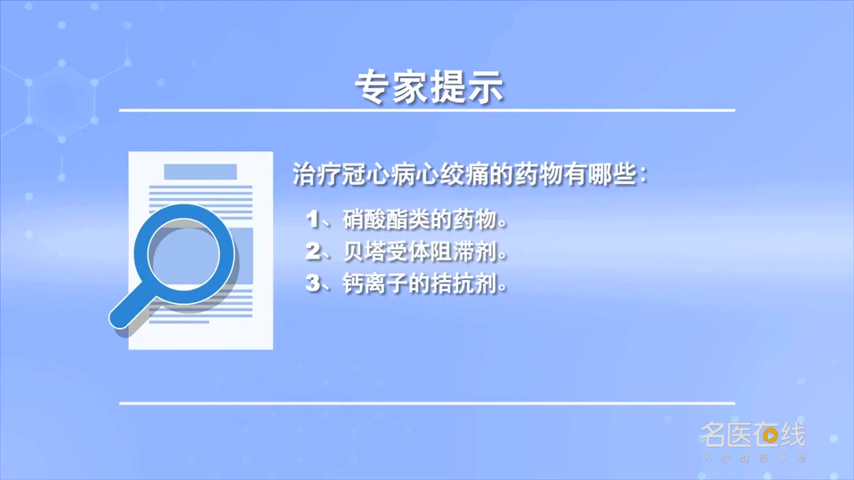 专家提示
治疗冠心病心绞痛的药物有哪些：
1、硝酸酯类的药物。
2、贝塔受体阻滞剂。
3、钙离子的拮抗剂。
名医在线